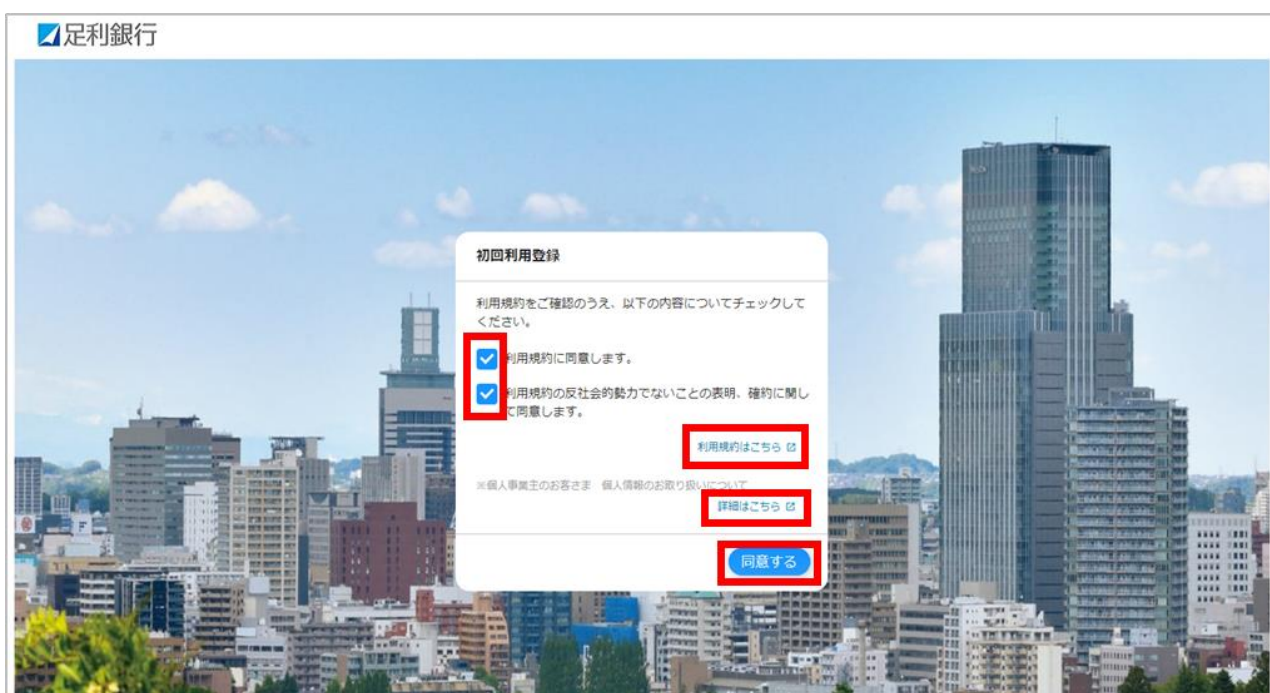 足利銀行
初回利用登録
利用規約をご確認のうえ、以下の内容についてチェックして
ください。
利用規約に同意します。
利用規約の反社会的勢力でないことの表明、確約に関し
て同意します。
利用規約はこちら
※個人事業主のお客さま 個人情報のお取り扱いについて
詳細はこちら
同意する